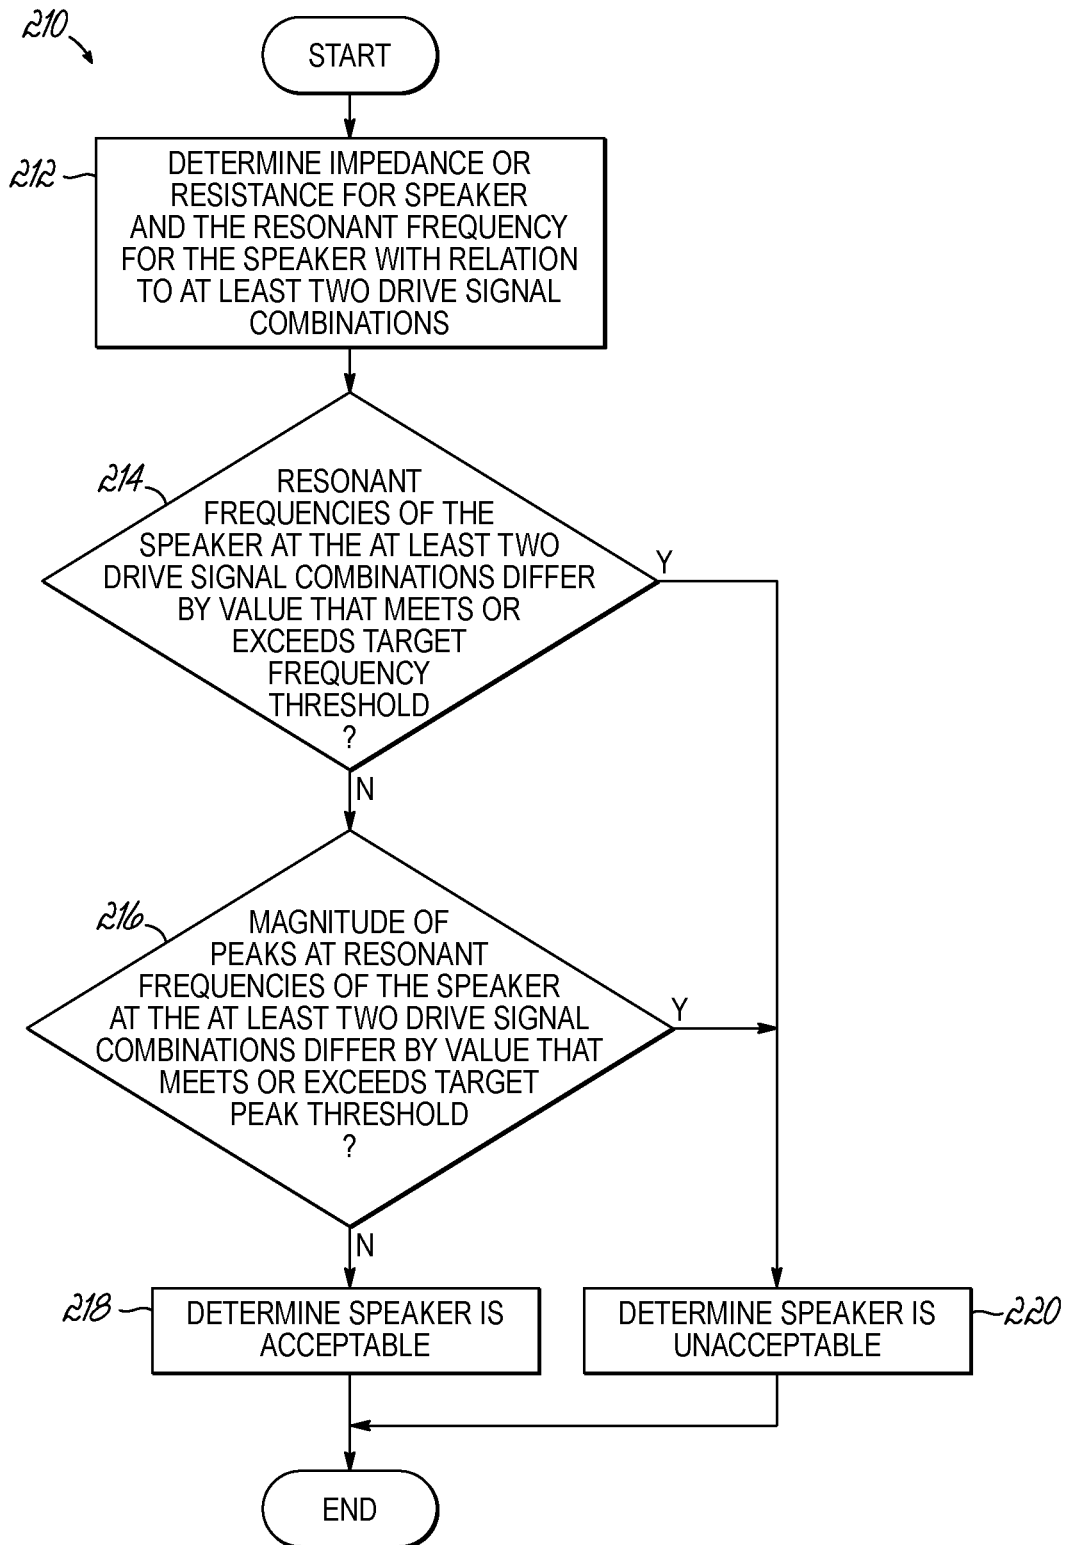 210
START
212
DETERMINE IMPEDANCE OR
RESISTANCE FOR SPEAKER
AND THE RESONANT FREQUENCY
FOR THE SPEAKER WITH RELATION
TO AT LEAST TWO DRIVE SIGNAL
COMBINATIONS
214
RESONANT
FREQUENCIES OF THE
SPEAKER AT THE AT LEAST TWO
DRIVE SIGNAL COMBINATIONS DIFFER
BY VALUE THAT MEETS OR
EXCEEDS TARGET
FREQUENCY
THRESHOLD
?
Y
N
216
MAGNITUDE OF
PEAKS AT RESONANT
FREQUENCIES OF THE SPEAKER
AT THE AT LEAST TWO DRIVE SIGNAL
COMBINATIONS DIFFER BY VALUE THAT
MEETS OR EXCEEDS TARGET
PEAK THRESHOLD
?
Y
N
218
DETERMINE SPEAKER IS
ACCEPTABLE
DETERMINE SPEAKER IS
UNACCEPTABLE
220
END